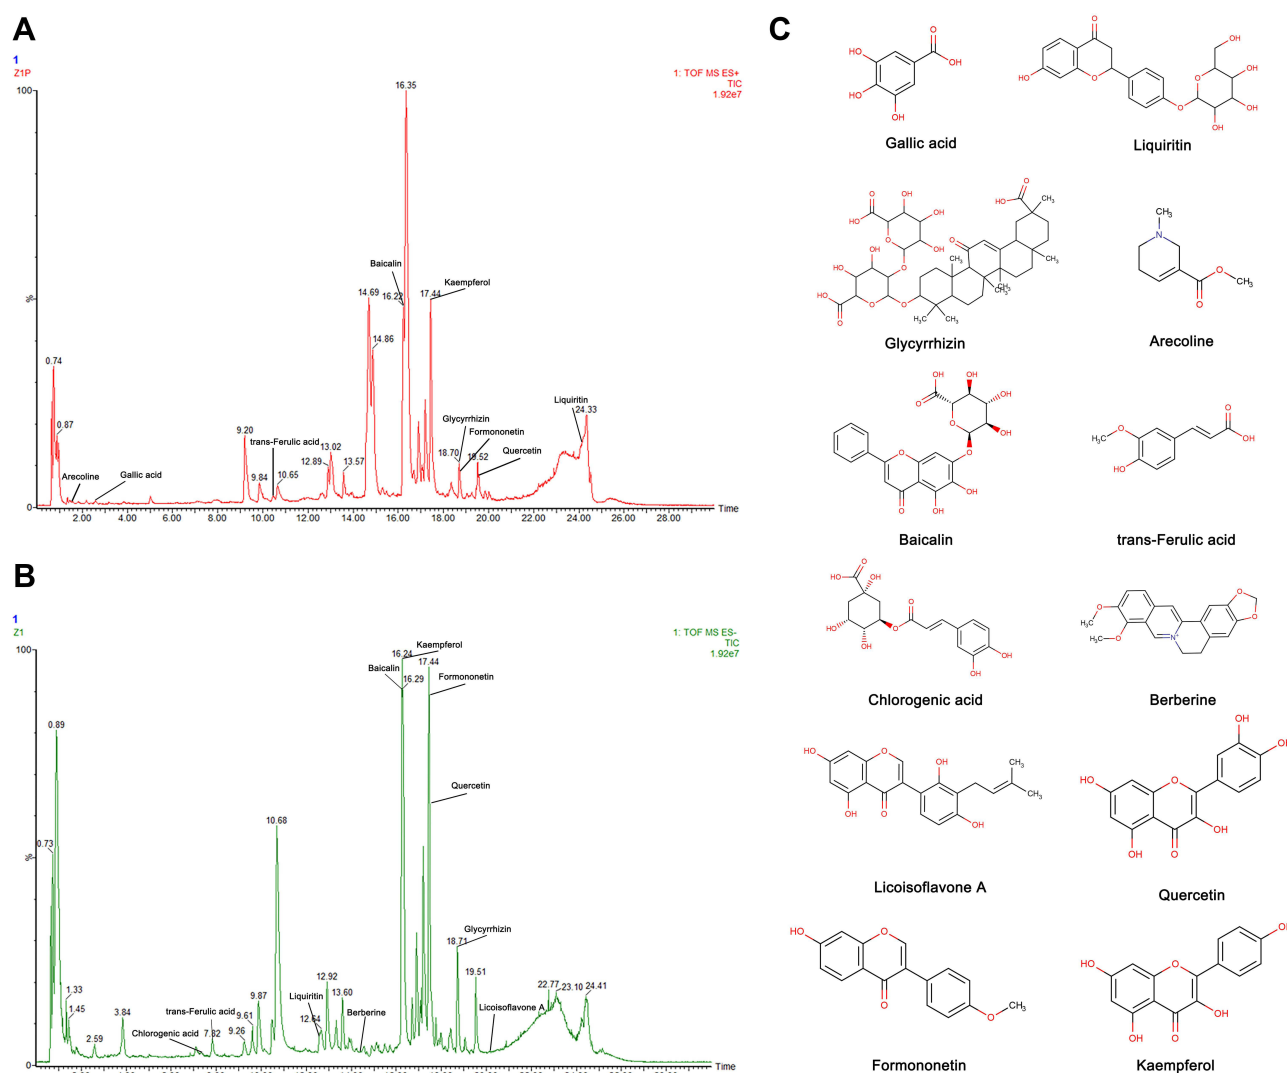 A
1
Z1P
1: TOF MS ES+
TIC
1.92e7
100
%
0
0.74
0.87
Arecoline
Gallic acid
9.20
9.84
10.65
trans-Ferulic acid
12.89
13.02
13.57
14.69
14.86
Baicalin
16.22
16.35
Kaempferol
17.44
Glycyrrhizin
18.70
Formononetin
19.52
Quercetin
Liquiritin
24.33
2.00 4.00 6.00 8.00 10.00 12.00 14.00 16.00 18.00 20.00 22.00 24.00 26.00 28.00
Time
B
1
Z1
1: TOF MS ES-
TIC
1.92e7
100
%
0
0.73
0.89
1.33
1.45
2.59
3.84
Chlorogenic acid
trans-Ferulic acid
7.82
9.26
9.61
9.87
10.68
Liquiritin
12.64
12.92
13.60
Berberine
Baicalin
16.24
16.29
Kaempferol
17.44
Formononetin
Quercetin
Glycyrrhizin
18.71
19.51
Licoisoflavone A
22.77
23.10
24.41
Time
C
Gallic acid
Liquiritin
Glycyrrhizin
Arecoline
Baicalin
trans-Ferulic acid
Chlorogenic acid
Berberine
Licoisoflavone A
Quercetin
Formononetin
Kaempferol